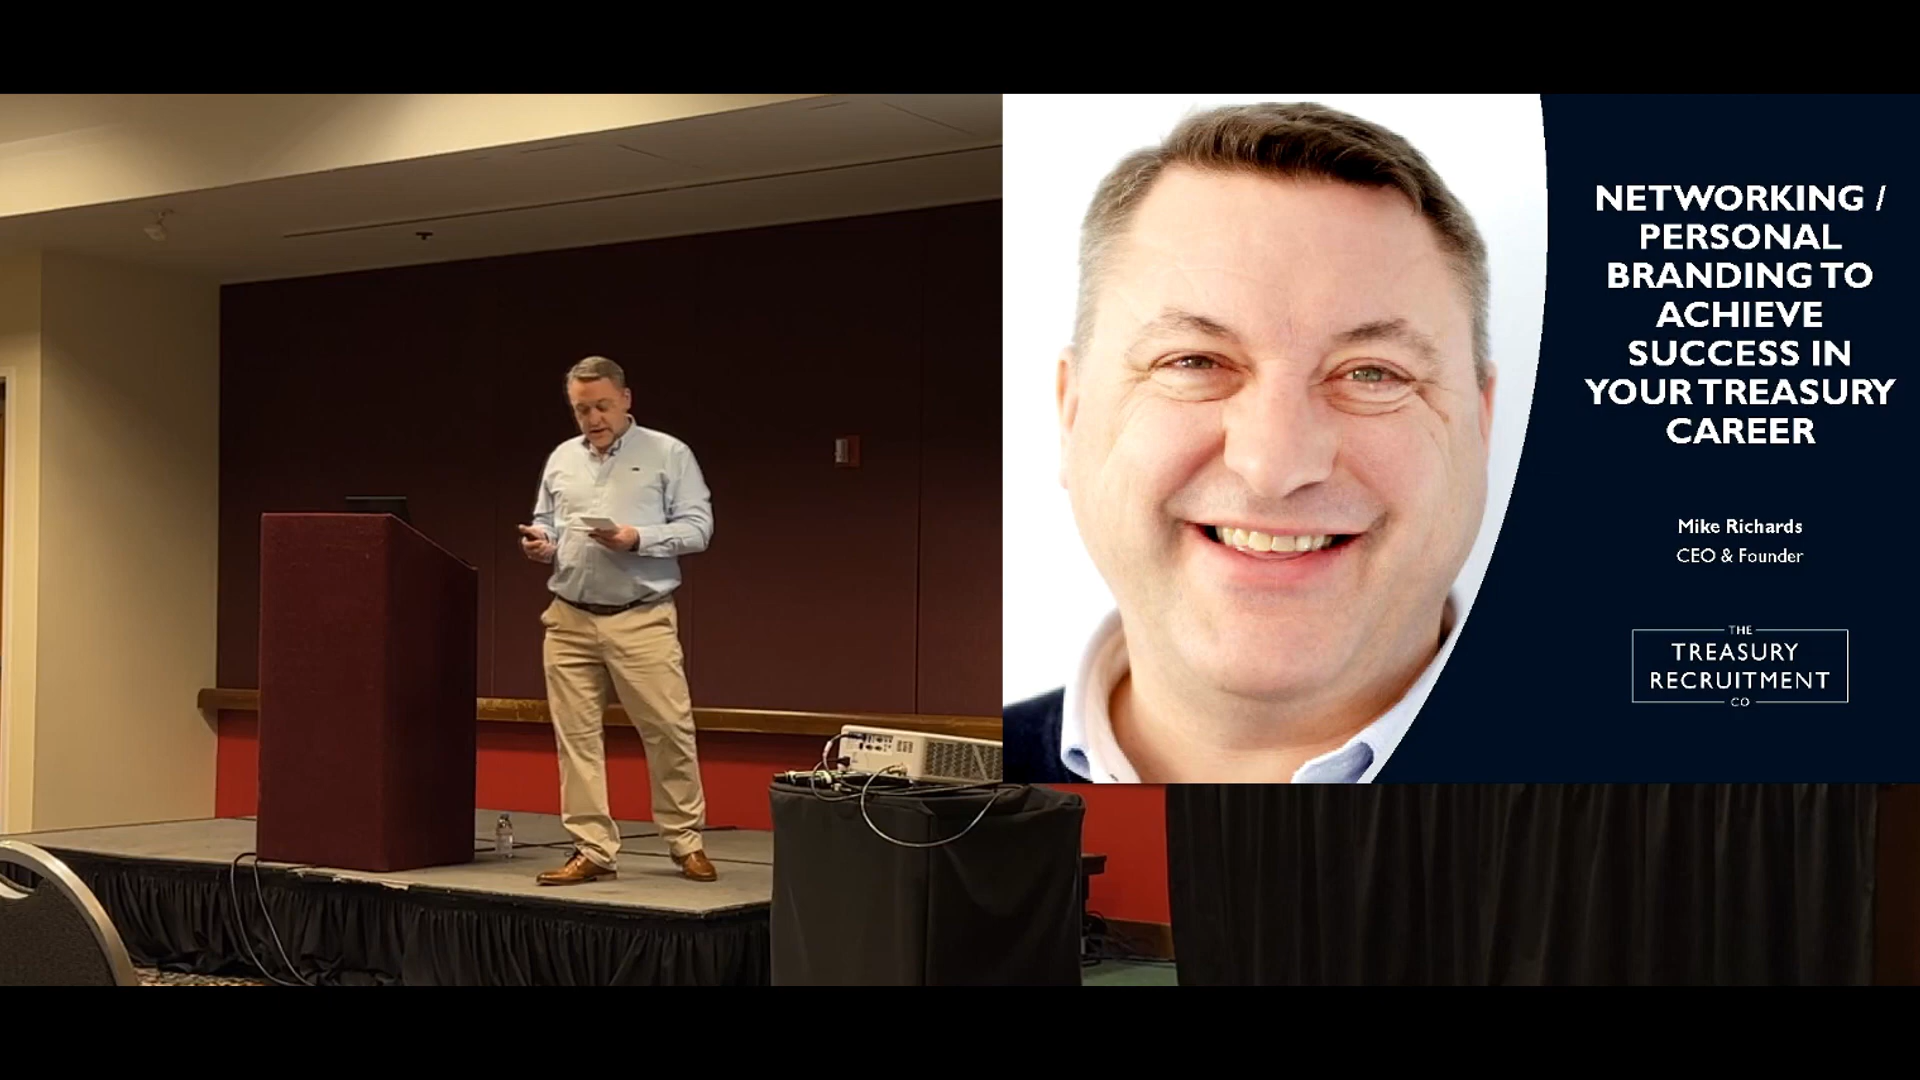 NETWORKING /
PERSONAL
BRANDING TO
ACHIEVE
SUCCESS IN
YOUR TREASURY
CAREER
Mike Richards
CEO & Founder
THE
TREASURY
RECRUITMENT
CO